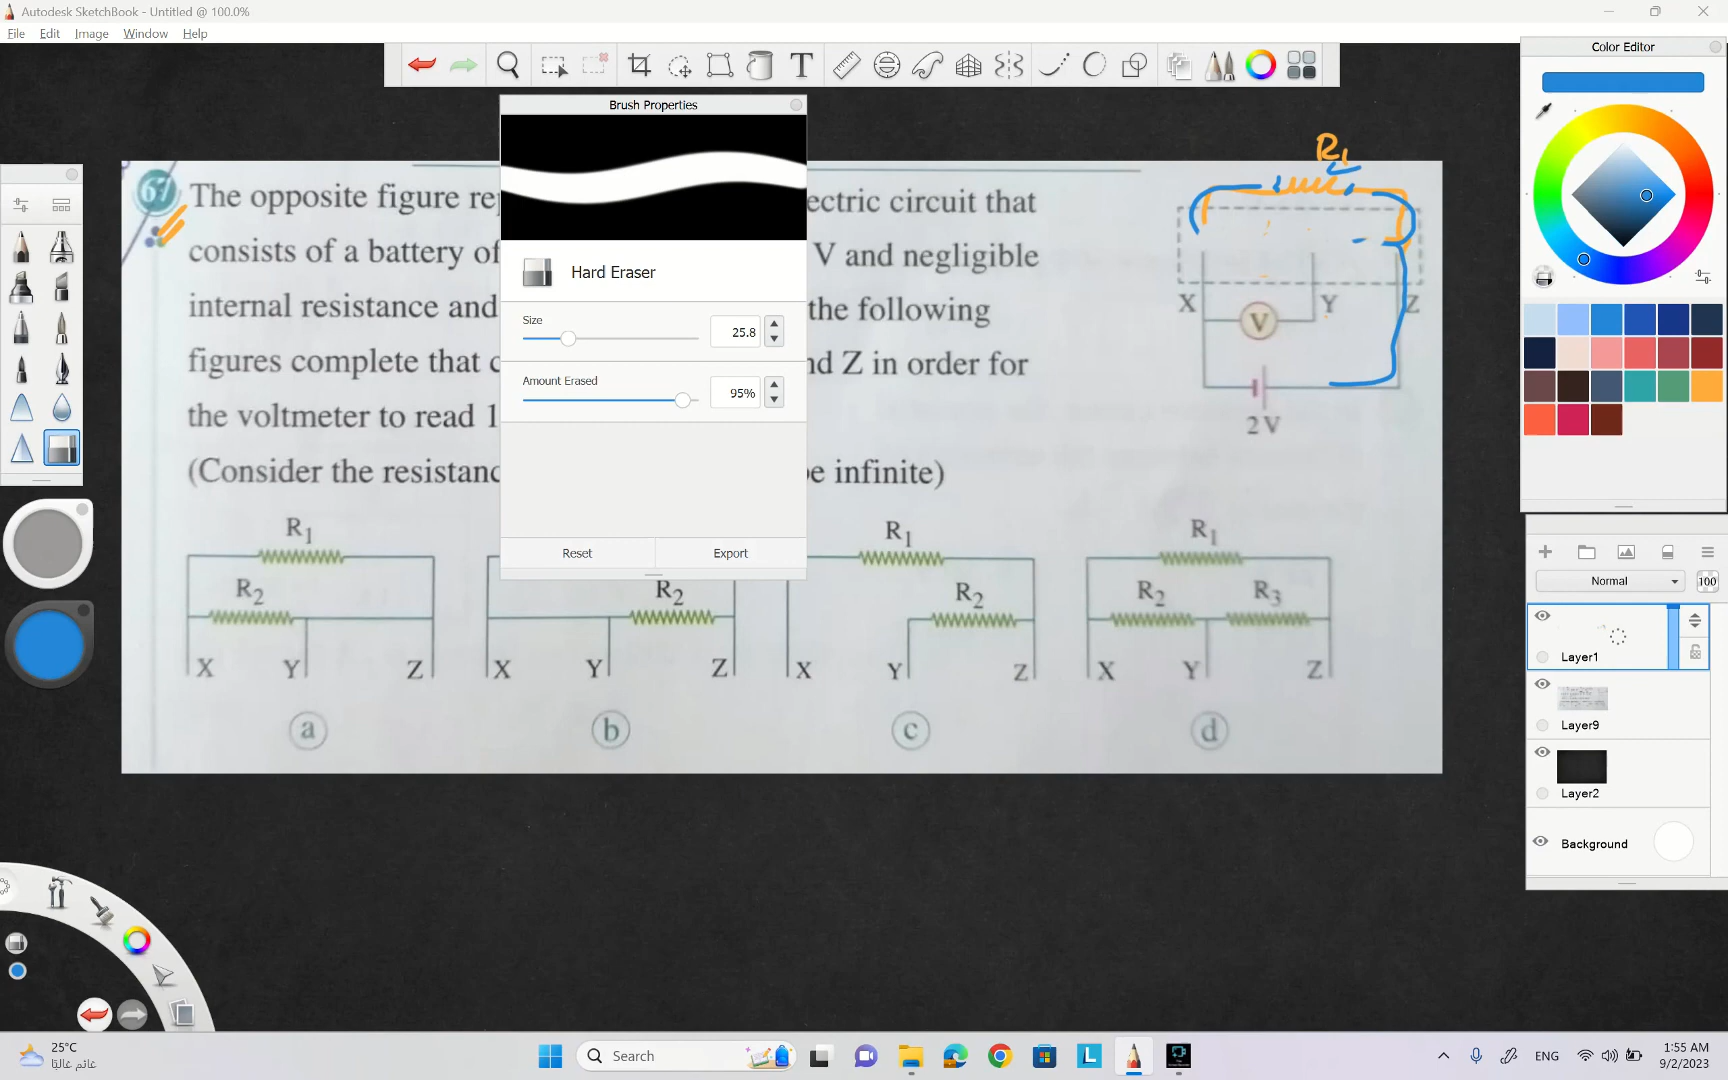 Autodesk SketchBook - Untitled @ 100.0%
File Edit Image Window Help
Color Editor
Brush Properties
Hard Eraser
Size
25.8
Amount Erased
95%
Reset Export
R1
67 The opposite figure rep ectric circuit that
consists of a battery of V and negligible
internal resistance and the following
figures complete that c nd Z in order for
the voltmeter to read 1
(Consider the resistanc e infinite)
X V Y Z
2 V
R1
R2
X Y Z
a
R2
X Y Z
b
R1
R2
X Y Z
c
R1
R2 R3
X Y Z
d
Normal 100
Layer1
Layer9
Layer2
Background
25°C
غائم غالبًا
Search
L
ENG
1:55 AM
9/2/2023